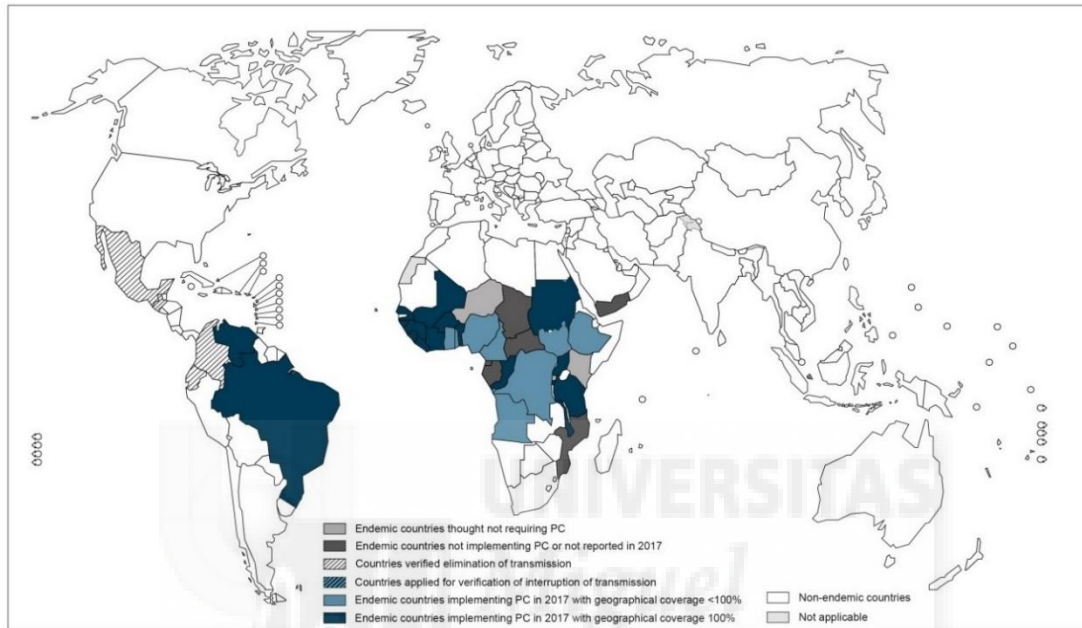 UNIVERSITAS
Miguel
Endemic countries thought not requiring PC
Endemic countries not implementing PC or not reported in 2017
Countries verified elimination of transmission
Countries applied for verification of interruption of transmission
Endemic countries implementing PC in 2017 with geographical coverage <100%
Endemic countries implementing PC in 2017 with geographical coverage 100%
Non-endemic countries
Not applicable